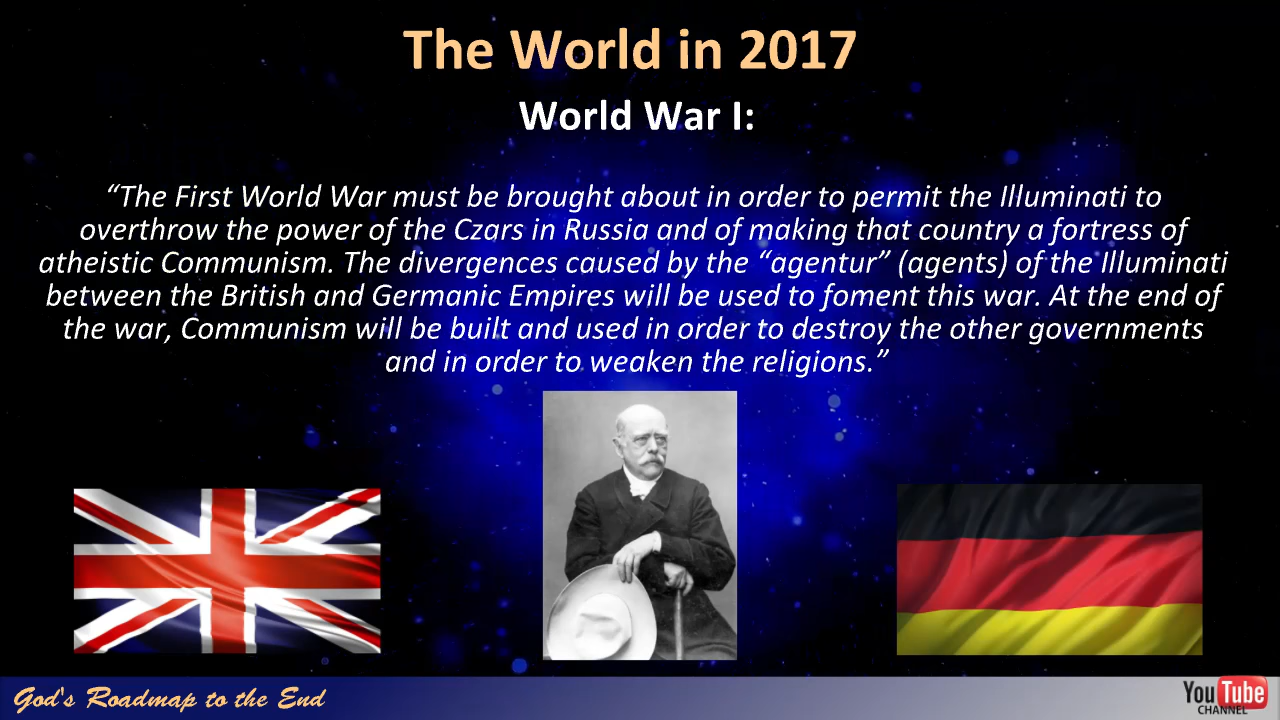 The World in 2017
World War I:
“The First World War must be brought about in order to permit the Illuminati to
overthrow the power of the Czars in Russia and of making that country a fortress of
atheistic Communism. The divergences caused by the “agentur” (agents) of the Illuminati
between the British and Germanic Empires will be used to foment this war. At the end of
the war, Communism will be built and used in order to destroy the other governments
and in order to weaken the religions.”
God's Roadmap to the End
YouTube
CHANNEL